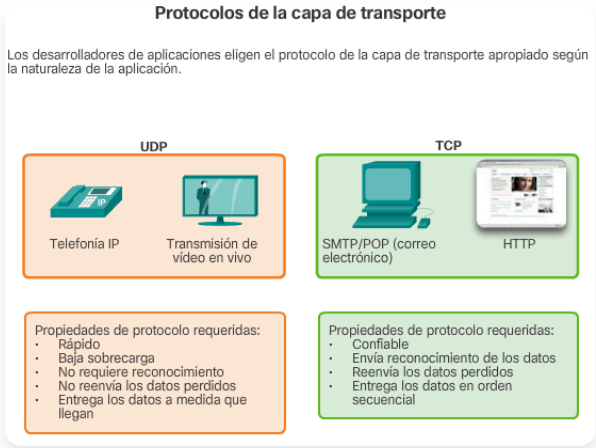 Protocolos de la capa de transporte
Los desarrolladores de aplicaciones eligen el protocolo de la capa de transporte apropiado según
la naturaleza de la aplicación.
UDP
IP
Telefonía IP
Transmisión de
vídeo en vivo
Propiedades de protocolo requeridas:
· Rápido
· Baja sobrecarga
· No requiere reconocimiento
· No reenvía los datos perdidos
· Entrega los datos a medida que
llegan
TCP
SMTP/POP (correo
electrónico)
HTTP
Propiedades de protocolo requeridas:
· Confiable
· Envía reconocimiento de los datos
· Reenvía los datos perdidos
· Entrega los datos en orden
secuencial